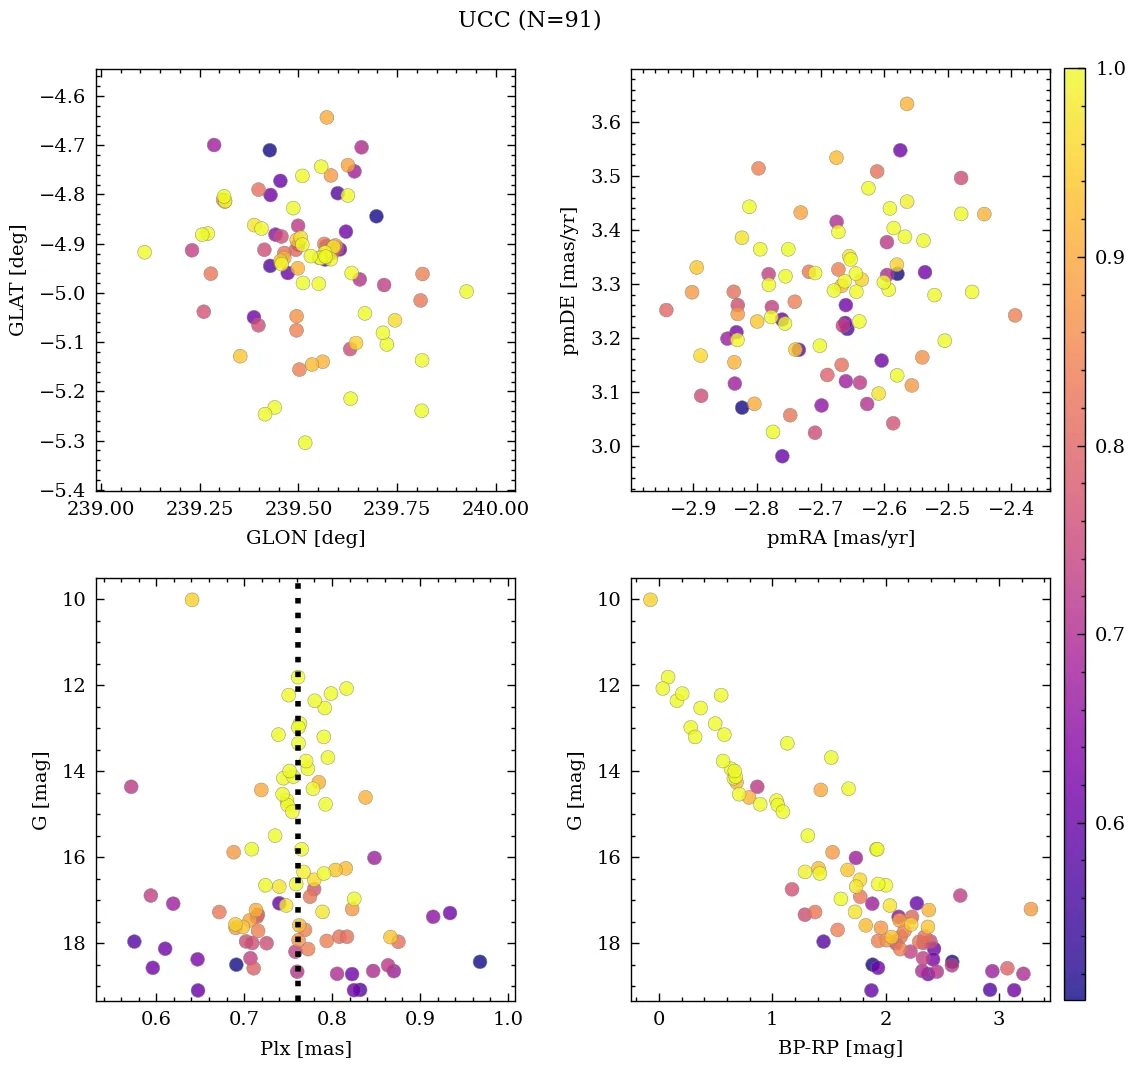 UCC (N=91)
−4.6
−4.7
−4.8
−4.9
−5.0
−5.1
−5.2
−5.3
−5.4
GLAT [deg]
239.00 239.25 239.50 239.75 240.00
GLON [deg]
3.6
3.5
3.4
3.3
3.2
3.1
3.0
pmDE [mas/yr]
−2.9 −2.8 −2.7 −2.6 −2.5 −2.4
pmRA [mas/yr]
10
12
14
16
18
G [mag]
0.6 0.7 0.8 0.9 1.0
Plx [mas]
10
12
14
16
18
G [mag]
0 1 2 3
BP-RP [mag]
1.0
0.9
0.8
0.7
0.6